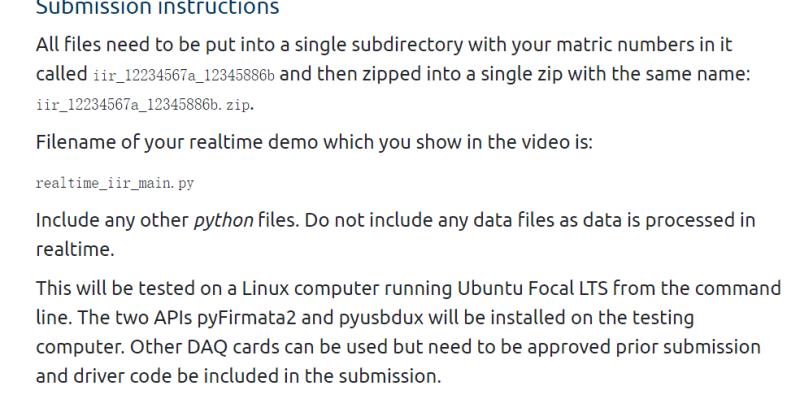 Submission instructions
All files need to be put into a single subdirectory with your matric numbers in it
called iir_12234567a_12345886b and then zipped into a single zip with the same name:
iir_12234567a_12345886b.zip.
Filename of your realtime demo which you show in the video is:
realtime_iir_main.py
Include any other python files. Do not include any data files as data is processed in
realtime.
This will be tested on a Linux computer running Ubuntu Focal LTS from the command
line. The two APIs pyFirmata2 and pyusbdux will be installed on the testing
computer. Other DAQ cards can be used but need to be approved prior submission
and driver code be included in the submission.